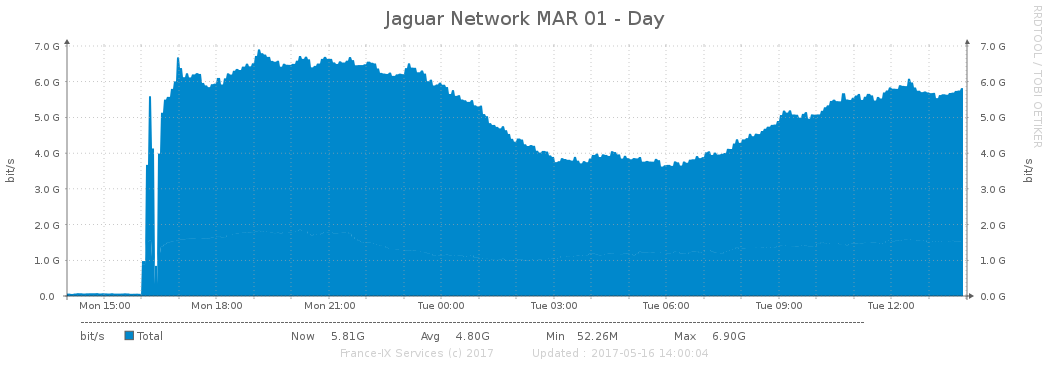 Jaguar Network MAR 01 - Day
RRDTOOL / TOBI OETIKER
bit/s
bit/s
7.0 G 7.0 G
6.0 G 6.0 G
5.0 G 5.0 G
4.0 G 4.0 G
3.0 G 3.0 G
2.0 G 2.0 G
1.0 G 1.0 G
0.0 0.0 G
Mon 15:00 Mon 18:00 Mon 21:00 Tue 00:00 Tue 03:00 Tue 06:00 Tue 09:00 Tue 12:00
bit/s Total Now 5.81G Avg 4.80G Min 52.26M Max 6.90G
France-IX Services (c) 2017 Updated : 2017-05-16 14:00:04